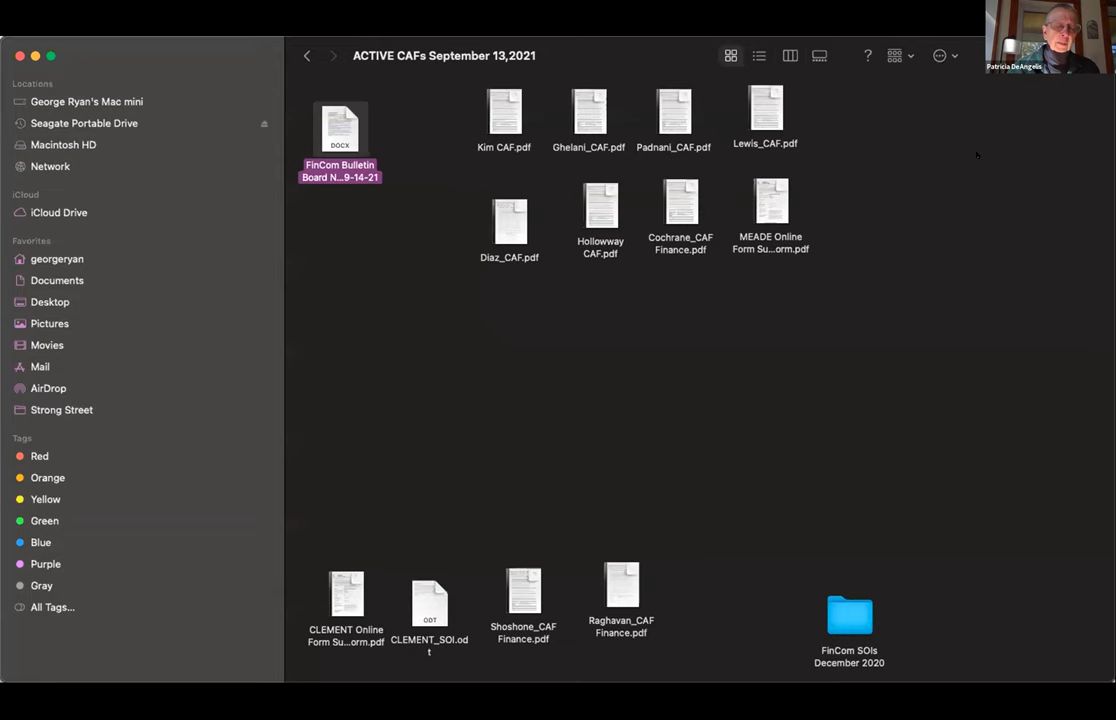 ACTIVE CAFs September 13,2021
Patricia DeAngelis
Locations
George Ryan's Mac mini
Seagate Portable Drive
Macintosh HD
Network
iCloud
iCloud Drive
Favorites
georgeryan
Documents
Desktop
Pictures
Movies
Mail
AirDrop
Strong Street
Tags
Red
Orange
Yellow
Green
Blue
Purple
Gray
All Tags...
DOCX
FinCom Bulletin
Board N...9-14-21
Kim CAF.pdf
Ghelani_CAF.pdf
Padnani_CAF.pdf
Lewis_CAF.pdf
Diaz_CAF.pdf
Hollowway
CAF.pdf
Cochrane_CAF
Finance.pdf
MEADE Online
Form Su...orm.pdf
CLEMENT Online
Form Su...orm.pdf
ODT
CLEMENT_SOI.od
t
Shoshone_CAF
Finance.pdf
Raghavan_CAF
Finance.pdf
FinCom SOIs
December 2020